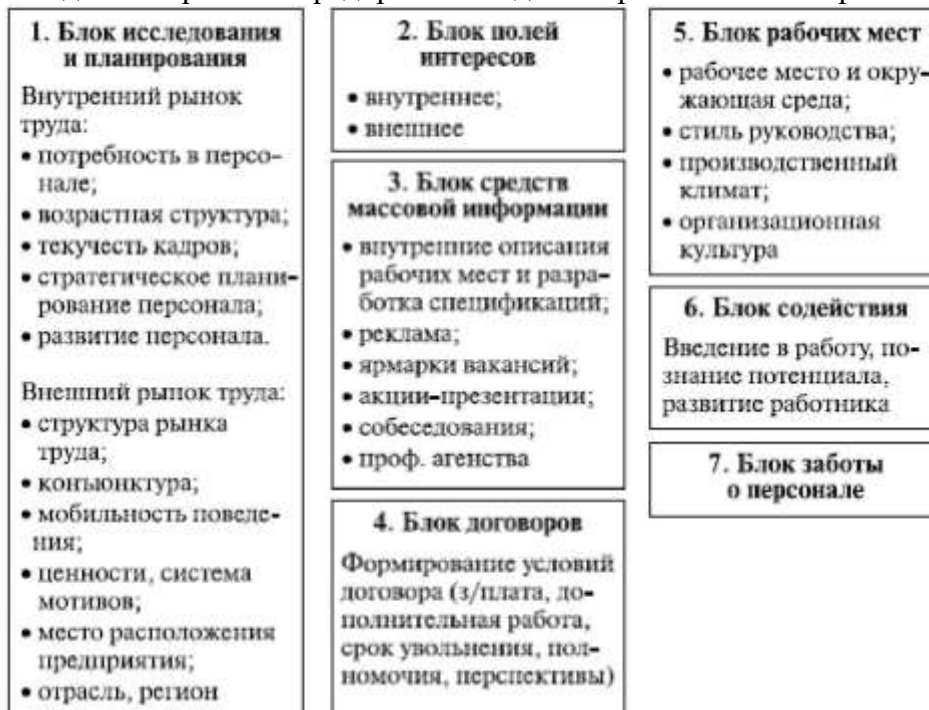 1. Блок исследования
и планирования
Внутренний рынок
труда:
• потребность в персо-
нале;
• возрастная структура;
• текучесть кадров;
• стратегическое плани-
рование персонала;
• развитие персонала.
Внешний рынок труда:
• структура рынка
труда;
• конъюнктура;
• мобильность поведе-
ния;
• ценности, система
мотивов;
• место расположения
предприятия;
• отрасль, регион
2. Блок полей
интересов
• внутреннее;
• внешнее
3. Блок средств
массовой информации
• внутренние описания
рабочих мест и разра-
ботка спецификаций;
• реклама;
• ярмарки вакансий;
• акции-презентации;
• собеседования;
• проф. агенства
4. Блок договоров
Формирование условий
договора (з/плата, до-
полнительная работа,
срок увольнения, пол-
номочия, перспективы)
5. Блок рабочих мест
• рабочее место и окру-
жающая среда;
• стиль руководства;
• производственный
климат;
• организационная
культура
6. Блок содействия
Введение в работу, по-
знание потенциала,
развитие работника
7. Блок заботы
о персонале